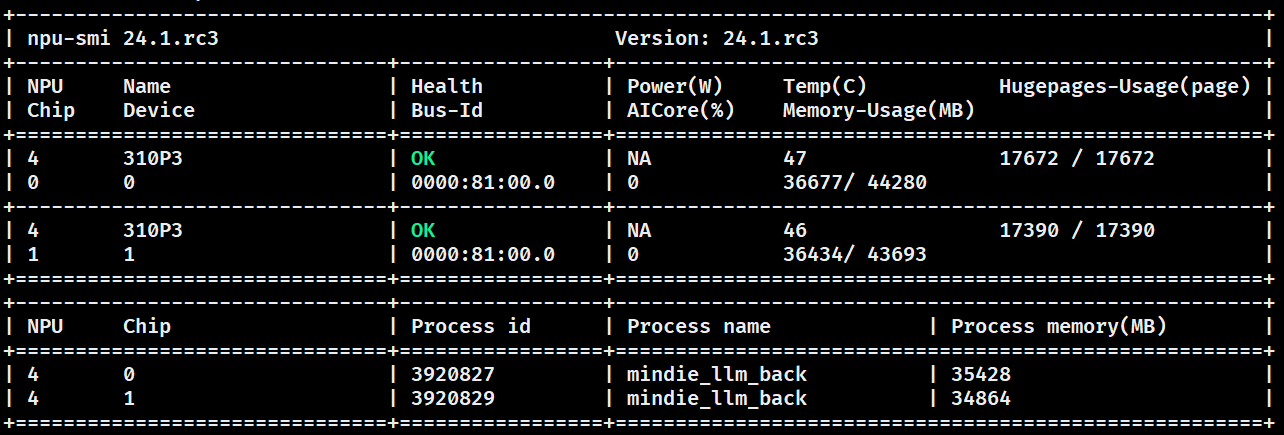 npu-smi 24.1.rc3 Version: 24.1.rc3
NPU Name Health Power(W) Temp(C) Hugepages-Usage(page)
Chip Device Bus-Id AICore(%) Memory-Usage(MB)
4 310P3 OK NA 47 17672 / 17672
0 0 0000:81:00.0 0 36677/ 44280
4 310P3 OK NA 46 17390 / 17390
1 1 0000:81:00.0 0 36434/ 43693
NPU Chip Process id Process name Process memory(MB)
4 0 3920827 mindie_llm_back 35428
4 1 3920829 mindie_llm_back 34864